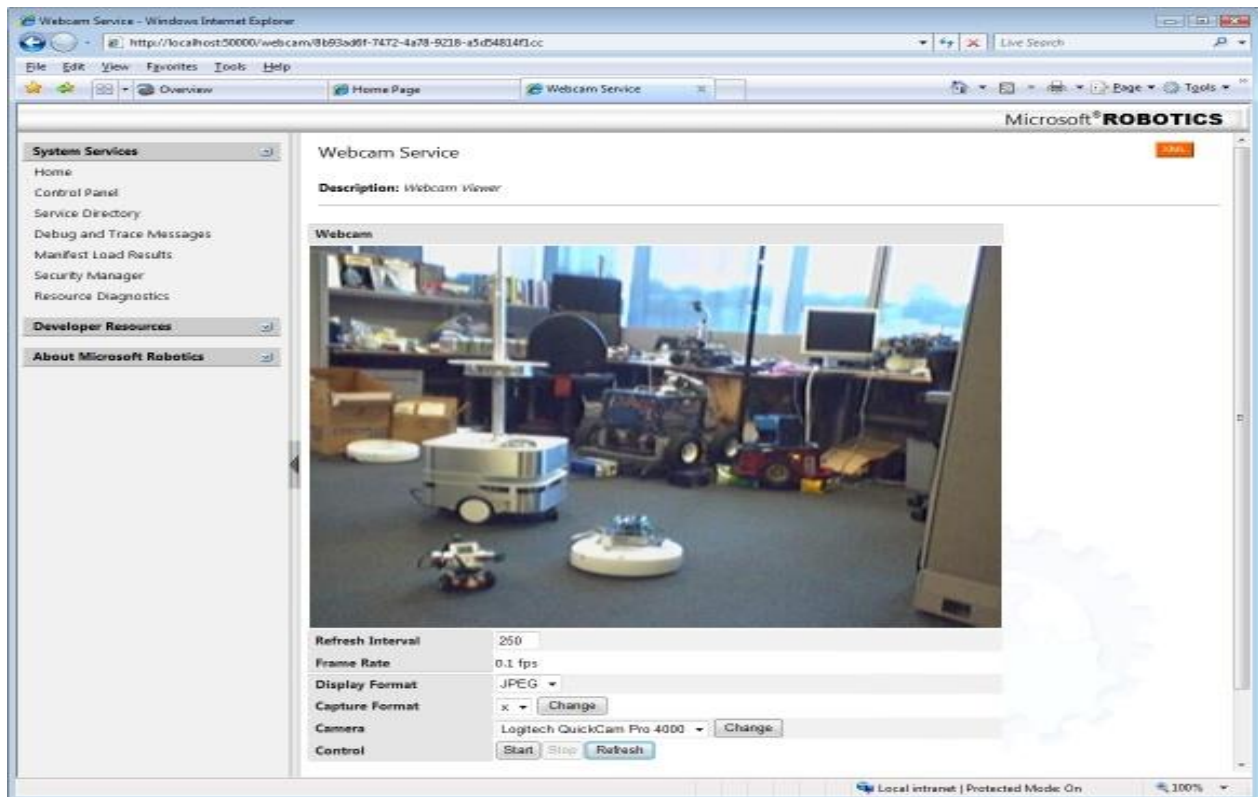 Webcam Service - Windows Internet Explorer
http://localhost:50000/webcam/8b93ad6f-7472-4a78-9218-a5d54814f1cc
Live Search
File Edit View Favorites Tools Help
Overview
Home Page
Webcam Service
Page
Tools
Microsoft®ROBOTICS
System Services
Home
Control Panel
Service Directory
Debug and Trace Messages
Manifest Load Results
Security Manager
Resource Diagnostics
Developer Resources
About Microsoft Robotics
Webcam Service
XML
Description: Webcam Viewer
Webcam
Refresh Interval 250
Frame Rate 0.1 fps
Display Format JPEG
Capture Format x Change
Camera Logitech QuickCam Pro 4000 Change
Control Start Stop Refresh
Local intranet | Protected Mode: On
100%